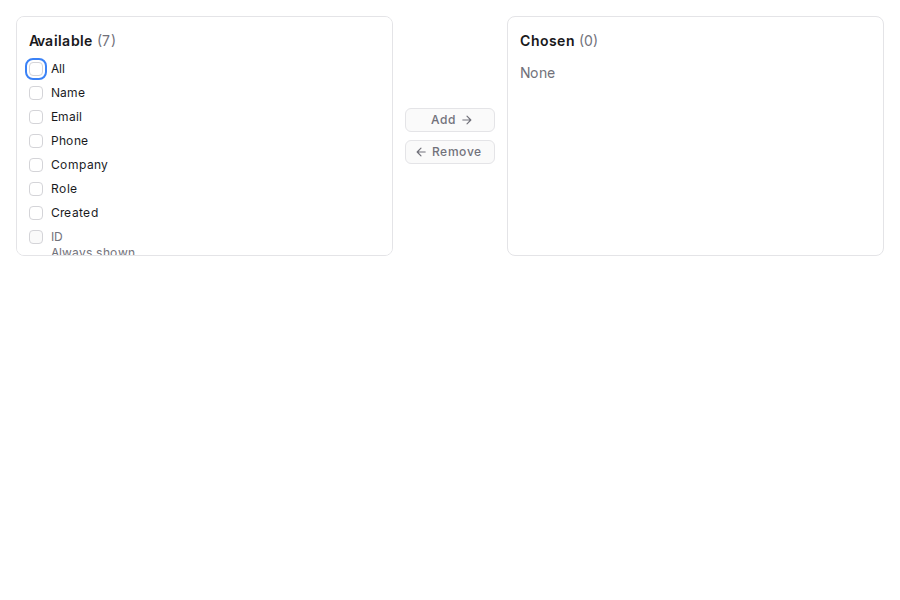 Available (7)
All
Name
Email
Phone
Company
Role
Created
ID
Always shown
Add →
← Remove
Chosen (0)
None